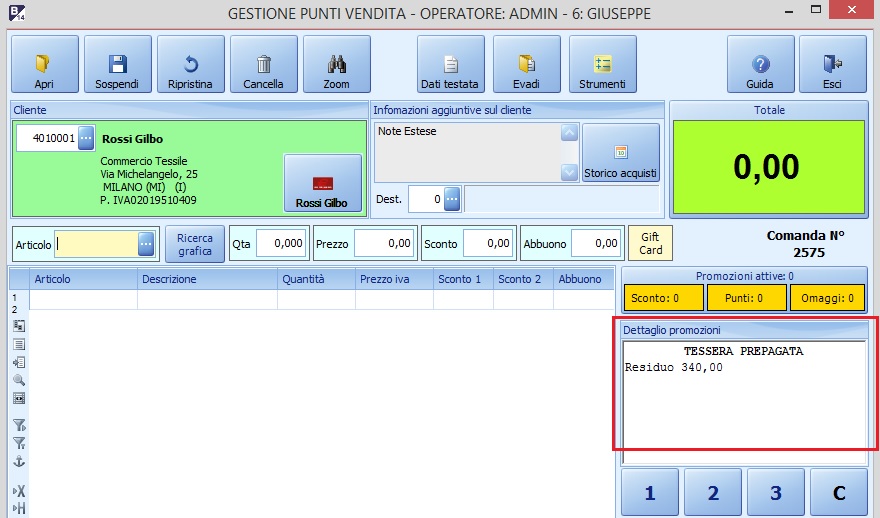 B
14
GESTIONE PUNTI VENDITA - OPERATORE: ADMIN - 6: GIUSEPPE
Apri
Sospendi
Ripristina
Cancella
Zoom
Dati testata
Evadi
Strumenti
Guida
Esci
Cliente
4010001
Rossi Gilbo
Commercio Tessile
Via Michelangelo, 25
MILANO (MI) (I)
P. IVA02019510409
Rossi Gilbo
Infomazioni aggiuntive sul cliente
Note Estese
Storico acquisti
Dest. 0
Totale
0,00
Articolo
Ricerca
grafica
Qta 0,000
Prezzo 0,00
Sconto 0,00
Abbuono 0,00
Gift
Card
Comanda N°
2575
Articolo Descrizione Quantità Prezzo iva Sconto 1 Sconto 2 Abbuono
1
2
Promozioni attive: 0
Sconto: 0
Punti: 0
Omaggi: 0
Dettaglio promozioni
TESSERA PREPAGATA
Residuo 340,00
1 2 3 C